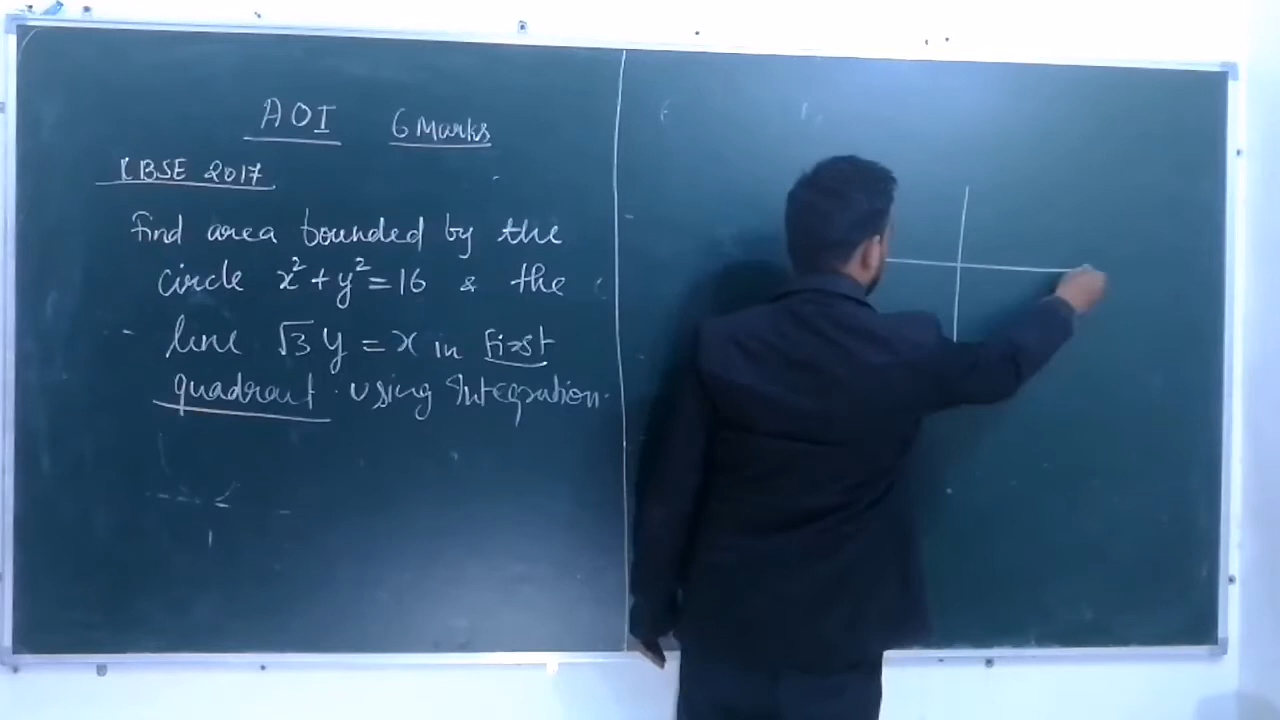 AOI 6 Marks
CBSE 2017
Find area bounded by the
circle x² + y² = 16 & the
line √3 y = x in first
quadrant. using Integration.